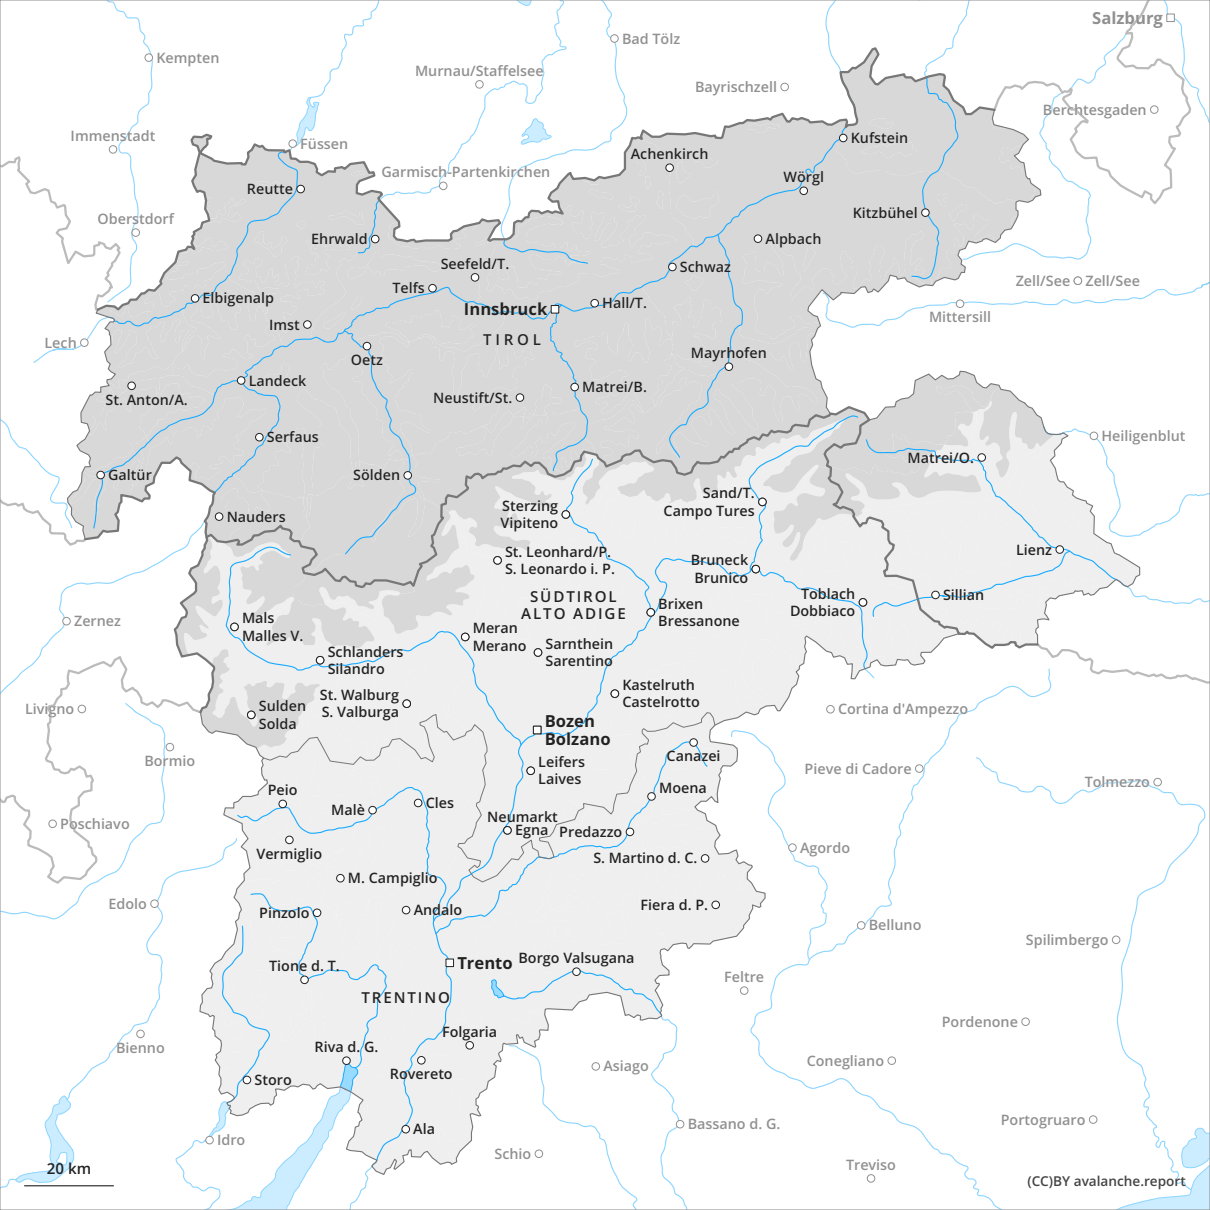 Salzburg
Bad Tölz
Kempten
Murnau/Staffelsee
Bayrischzell
Berchtesgaden
Immenstadt
Füssen
Kufstein
Achenkirch
Garmisch-Partenkirchen
Wörgl
Reutte
Kitzbühel
Oberstdorf
Ehrwald
Alpbach
Seefeld/T.
Schwaz
Zell/See
Zell/See
Telfs
Elbigenalp
Hall/T.
Innsbruck
Mittersill
Imst
TIROL
Lech
Oetz
Mayrhofen
Landeck
Matrei/B.
St. Anton/A.
Neustift/St.
Serfaus
Heiligenblut
Matrei/O.
Galtür
Sölden
Sand/T.
Campo Tures
Sterzing
Vipiteno
Nauders
Lienz
St. Leonhard/P.
S. Leonardo i. P.
Bruneck
Brunico
SÜDTIROL
ALTO ADIGE
Toblach
Dobbiaco
Sillian
Brixen
Bressanone
Zernez
Mals
Malles V.
Meran
Merano
Sarnthein
Sarentino
Schlanders
Silandro
Kastelruth
Castelrotto
St. Walburg
S. Valburga
Sulden
Solda
Livigno
Cortina d'Ampezzo
Bozen
Bolzano
Bormio
Canazei
Leifers
Laives
Pieve di Cadore
Tolmezzo
Peio
Moena
Malè
Cles
Neumarkt
Egna
Predazzo
Poschiavo
Vermiglio
Agordo
S. Martino d. C.
M. Campiglio
Edolo
Pinzolo
Andalo
Fiera d. P.
Belluno
Spilimbergo
Trento
Borgo Valsugana
Tione d. T.
Feltre
TRENTINO
Pordenone
Folgaria
Bienno
Riva d. G.
Conegliano
Asiago
Rovereto
Storo
Portogruaro
Bassano d. G.
Ala
Idro
Schio
Treviso
20 km
(CC)BY avalanche.report